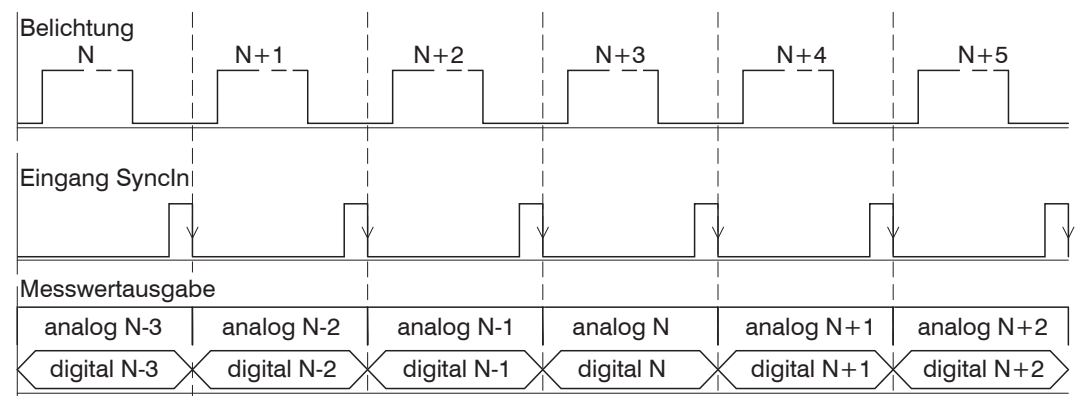 Belichtung
N N+1 N+2 N+3 N+4 N+5
Eingang SyncIn
Messwertausgabe
analog N-3 analog N-2 analog N-1 analog N analog N+1 analog N+2
digital N-3 digital N-2 digital N-1 digital N digital N+1 digital N+2